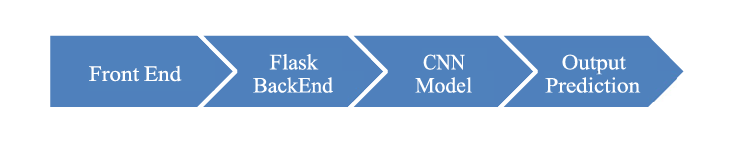 Front End
Flask
BackEnd
CNN
Model
Output
Prediction